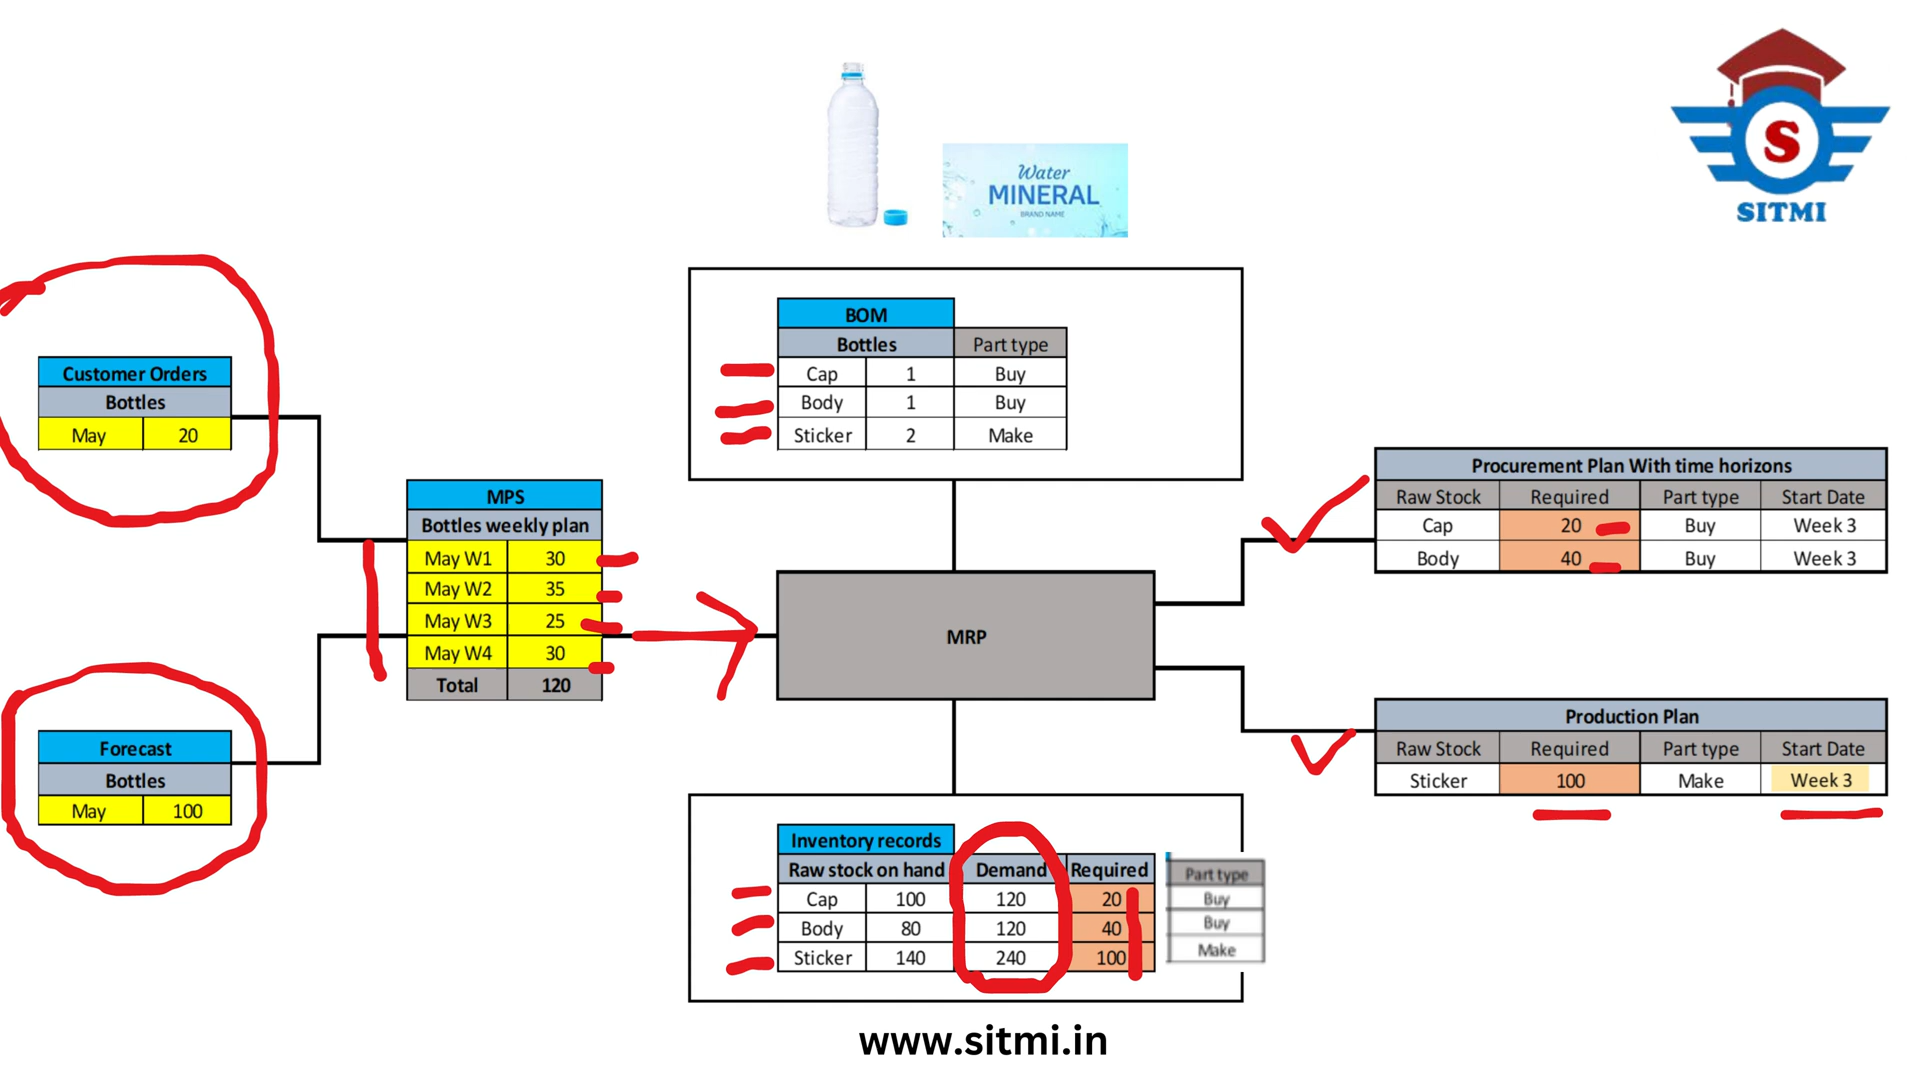 Water
MINERAL
BRAND NAME
S
SITMI
Customer Orders
Bottles
May 20
Forecast
Bottles
May 100
MPS
Bottles weekly plan
May W1 30
May W2 35
May W3 25
May W4 30
Total 120
BOM
Bottles Part type
Cap 1 Buy
Body 1 Buy
Sticker 2 Make
MRP
Inventory records
Raw stock on hand Demand Required Part type
Cap 100 120 20 Buy
Body 80 120 40 Buy
Sticker 140 240 100 Make
Procurement Plan With time horizons
Raw Stock Required Part type Start Date
Cap 20 Buy Week 3
Body 40 Buy Week 3
Production Plan
Raw Stock Required Part type Start Date
Sticker 100 Make Week 3
www.sitmi.in